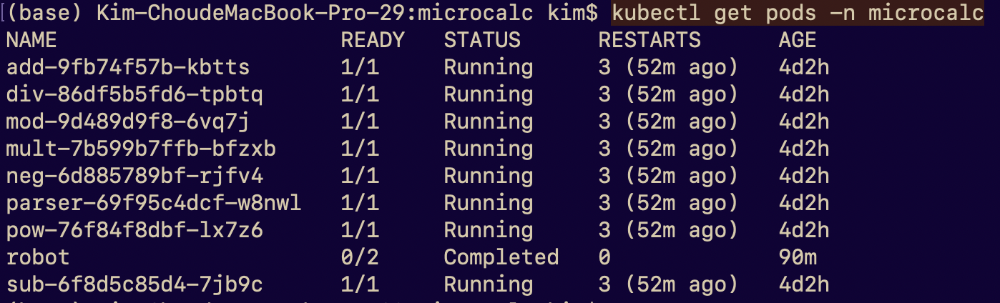 [(base) Kim-ChoudeMacBook-Pro-29:microcalc kim$ kubectl get pods -n microcalc
NAME READY STATUS RESTARTS AGE
add-9fb74f57b-kbtts 1/1 Running 3 (52m ago) 4d2h
div-86df5b5fd6-tpbtq 1/1 Running 3 (52m ago) 4d2h
mod-9d489d9f8-6vq7j 1/1 Running 3 (52m ago) 4d2h
mult-7b599b7ffb-bfzxb 1/1 Running 3 (52m ago) 4d2h
neg-6d885789bf-rjfv4 1/1 Running 3 (52m ago) 4d2h
parser-69f95c4dcf-w8nwl 1/1 Running 3 (52m ago) 4d2h
pow-76f84f8dbf-lx7z6 1/1 Running 3 (52m ago) 4d2h
robot 0/2 Completed 0 90m
sub-6f8d5c85d4-7jb9c 1/1 Running 3 (52m ago) 4d2h